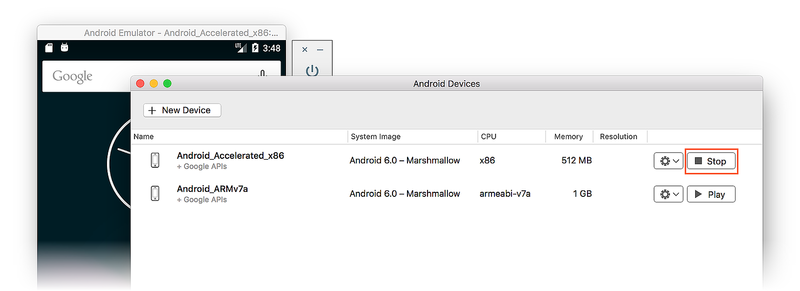 Android Emulator - Android_Accelerated_x86:...
3:48
Google
Android Devices
+ New Device
Name System Image CPU Memory Resolution
Android_Accelerated_x86 Android 6.0 – Marshmallow x86 512 MB Stop
+ Google APIs
Android_ARMv7a Android 6.0 – Marshmallow armeabi-v7a 1 GB Play
+ Google APIs